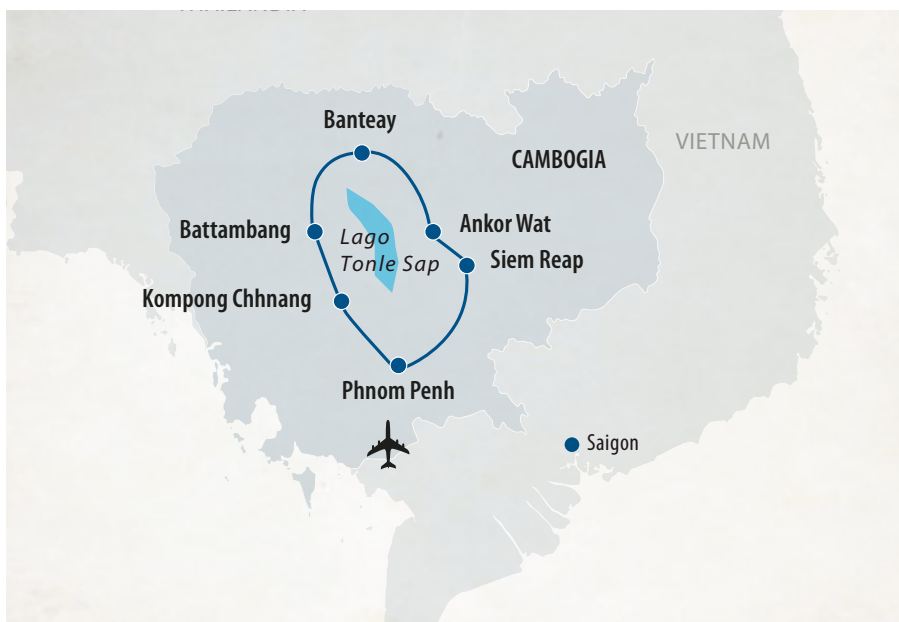 Banteay
CAMBOGIA
VIETNAM
Battambang
Ankor Wat
Lago
Tonle Sap
Siem Reap
Kompong Chhnang
Phnom Penh
Saigon